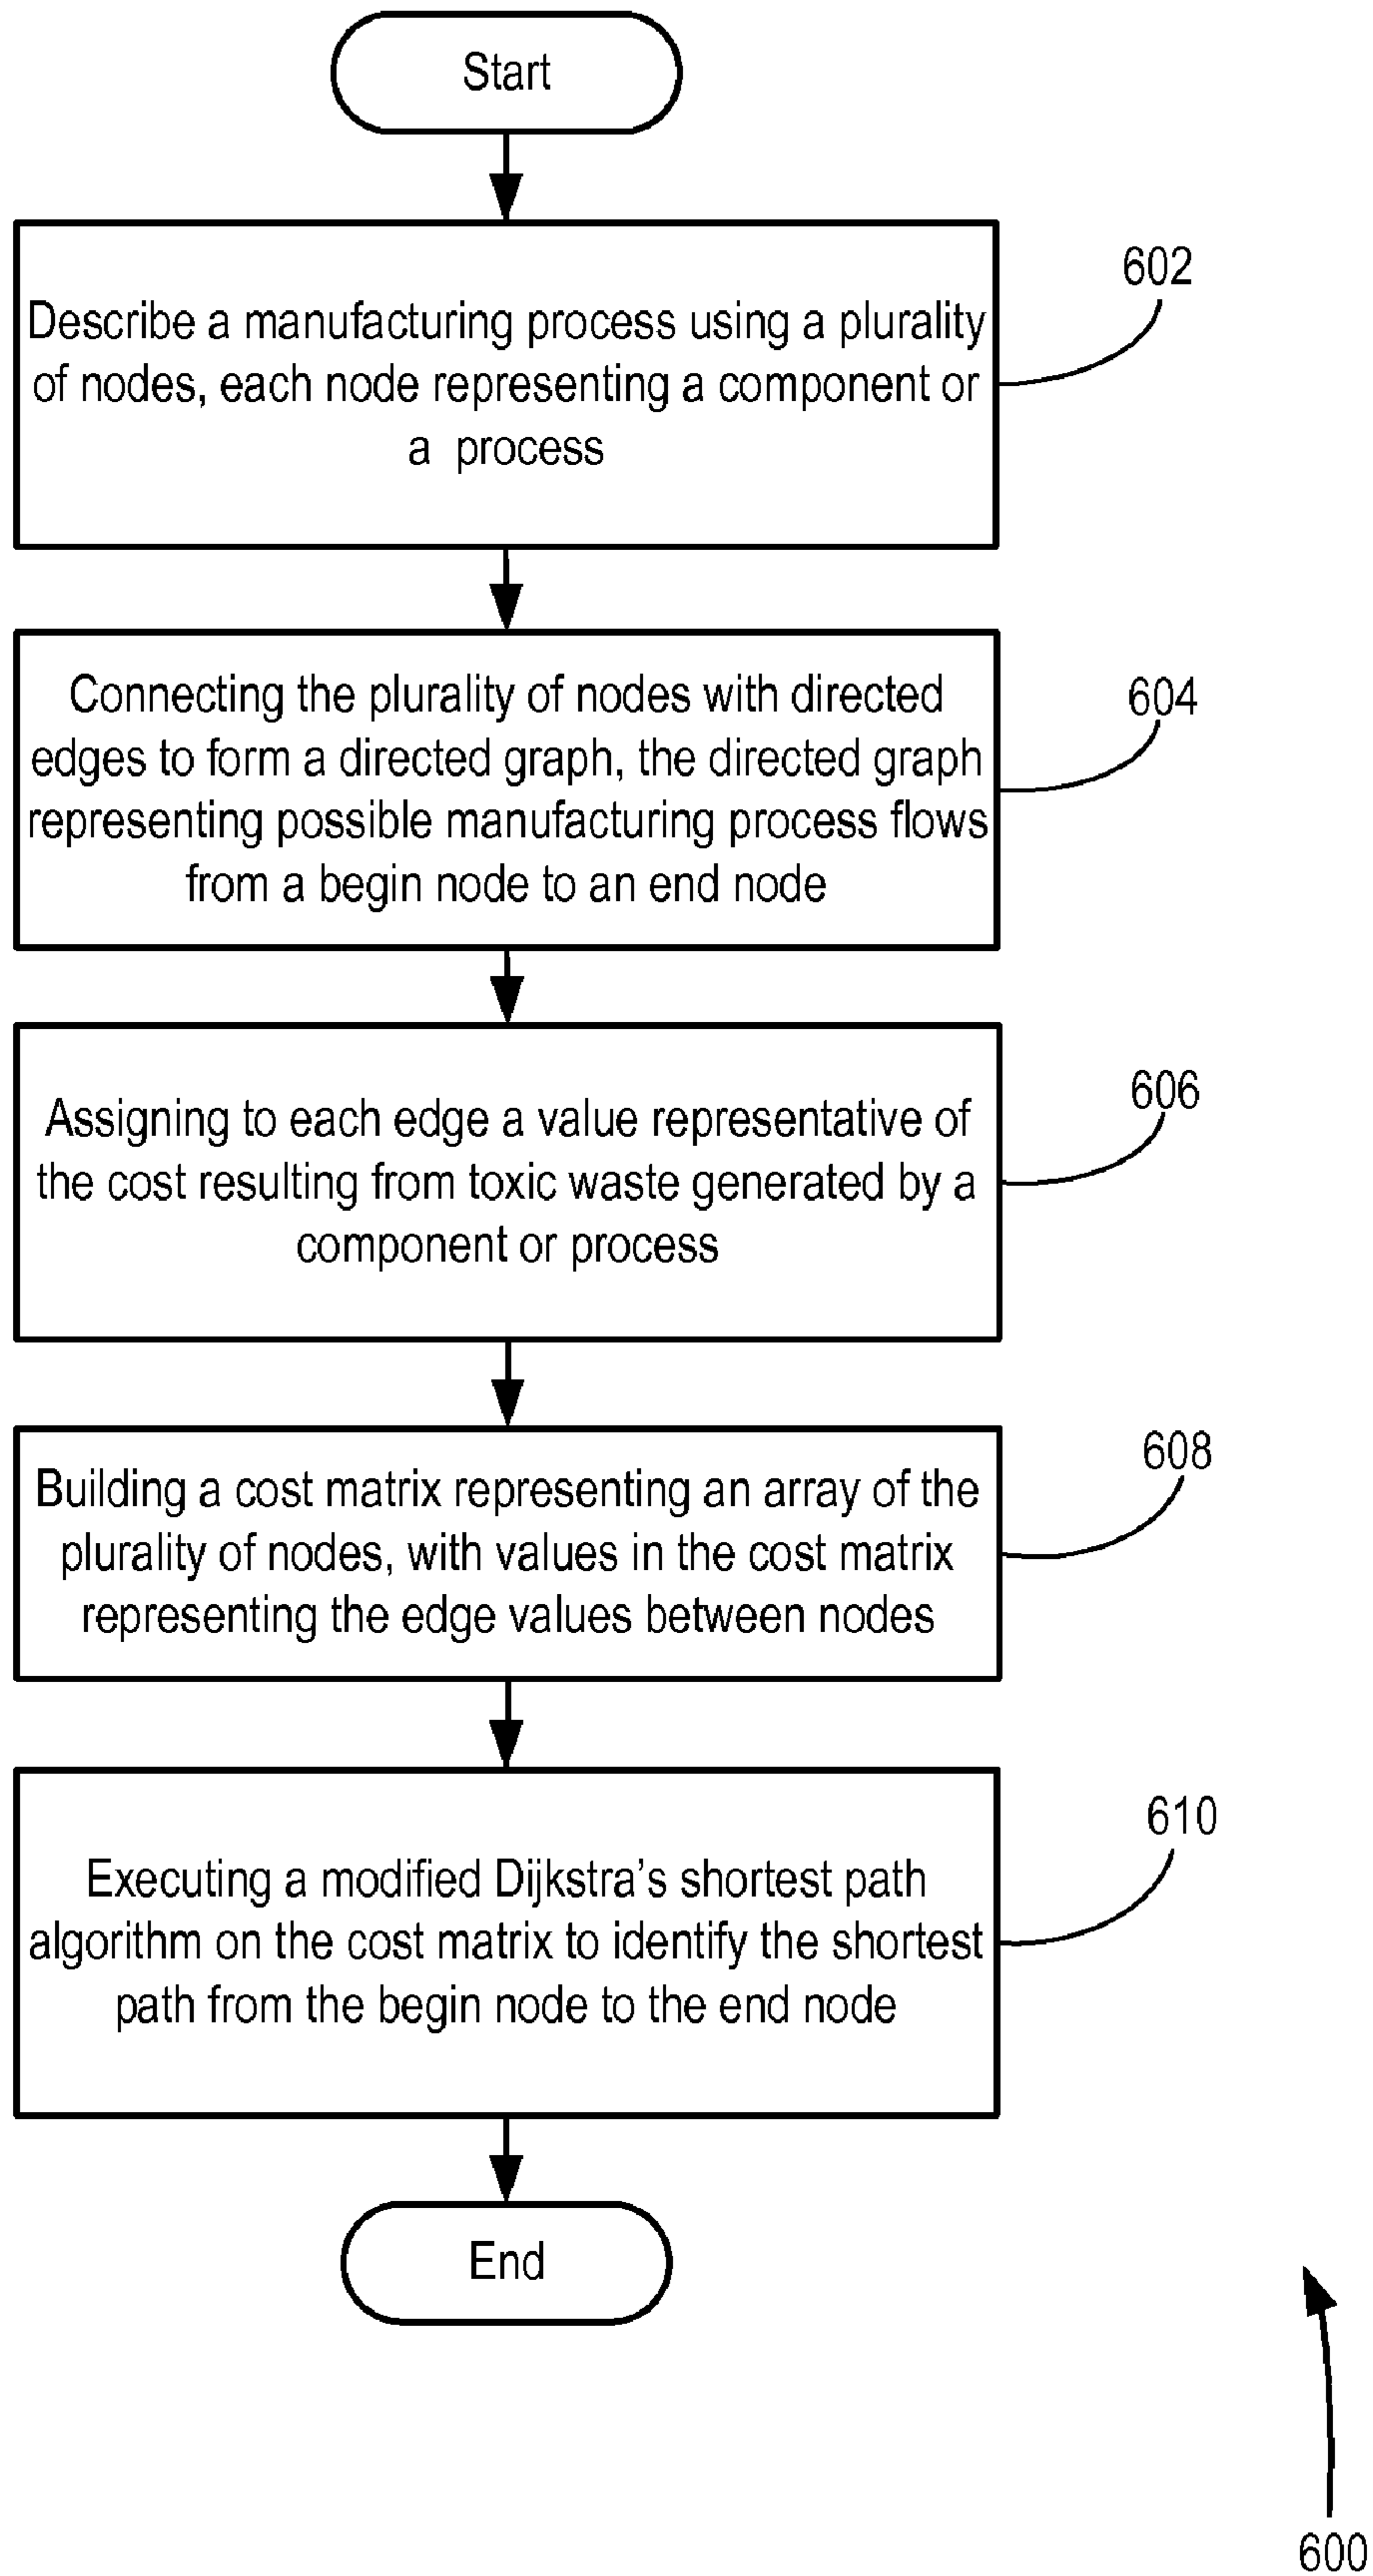 Start
602
Describe a manufacturing process using a plurality
of nodes, each node representing a component or
a process
604
Connecting the plurality of nodes with directed
edges to form a directed graph, the directed graph
representing possible manufacturing process flows
from a begin node to an end node
606
Assigning to each edge a value representative of
the cost resulting from toxic waste generated by a
component or process
608
Building a cost matrix representing an array of the
plurality of nodes, with values in the cost matrix
representing the edge values between nodes
610
Executing a modified Dijkstra’s shortest path
algorithm on the cost matrix to identify the shortest
path from the begin node to the end node
End
600